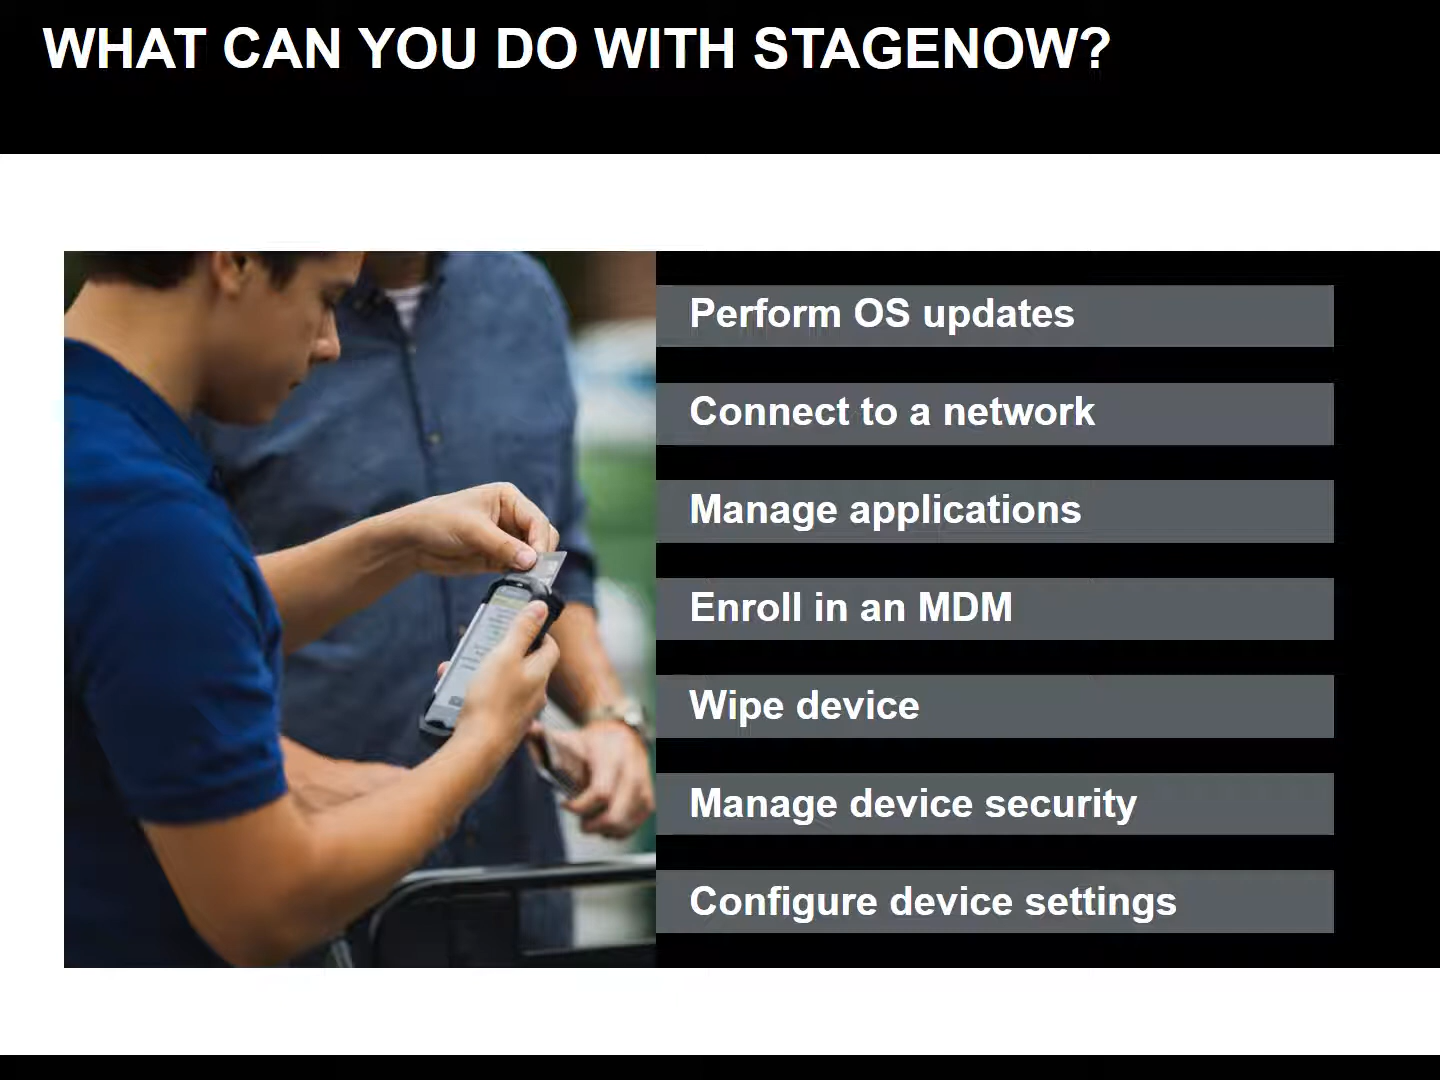 WHAT CAN YOU DO WITH STAGENOW?
Perform OS updates
Connect to a network
Manage applications
Enroll in an MDM
Wipe device
Manage device security
Configure device settings